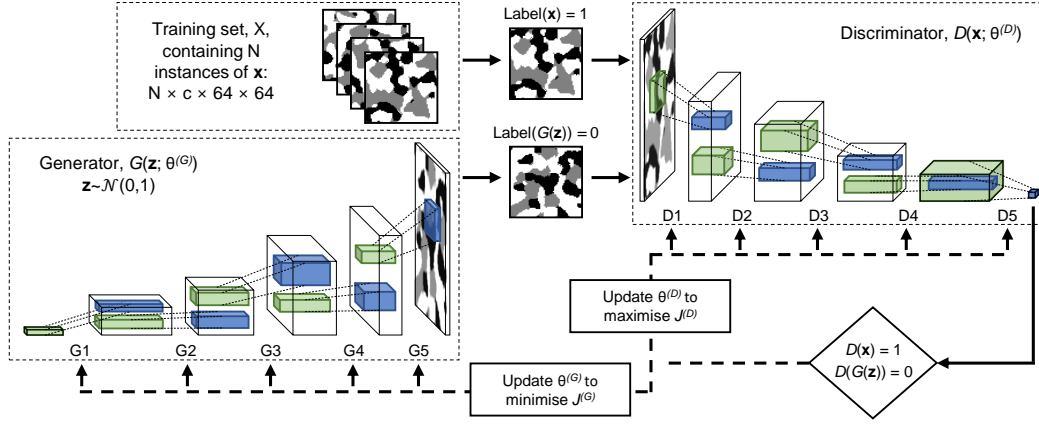 Training set, X,
containing N
instances of x:
N × c × 64 × 64
Label(x) = 1
Label(G(z)) = 0
Discriminator, D(x; θ(D))
Generator, G(z; θ(G))
z~𝒩(0,1)
D1 D2 D3 D4 D5
Update θ(D) to
maximise J(D)
G1 G2 G3 G4 G5
Update θ(G) to
minimise J(G)
D(x) = 1
D(G(z)) = 0